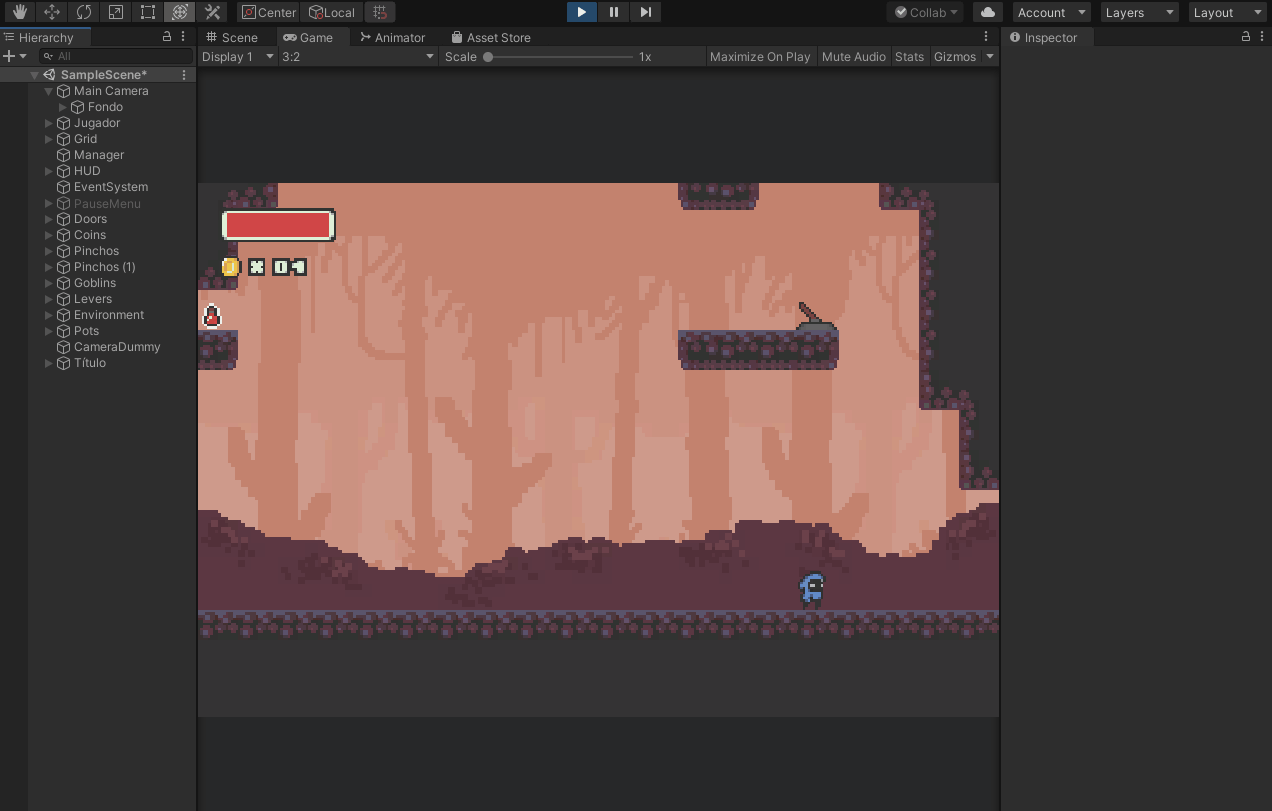 Center
Local
Collab
Account
Layers
Layout
Hierarchy
Scene
Game
Animator
Asset Store
Inspector
All
Display 1
3:2
Scale
1x
Maximize On Play
Mute Audio
Stats
Gizmos
SampleScene*
Main Camera
Fondo
Jugador
Grid
Manager
HUD
EventSystem
PauseMenu
Doors
Coins
Pinchos
Pinchos (1)
Goblins
Levers
Environment
Pots
CameraDummy
Título